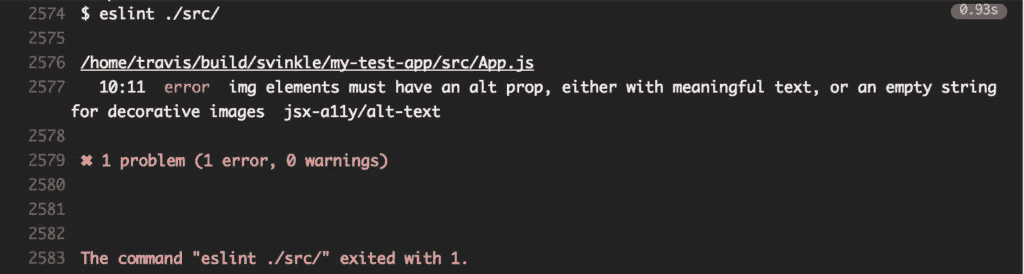 2574 $ eslint ./src/ 0.93s
2575
2576 /home/travis/build/svinkle/my-test-app/src/App.js
2577 10:11 error img elements must have an alt prop, either with meaningful text, or an empty string
for decorative images jsx-a11y/alt-text
2578
2579 ✖ 1 problem (1 error, 0 warnings)
2580
2581
2582
2583 The command "eslint ./src/" exited with 1.